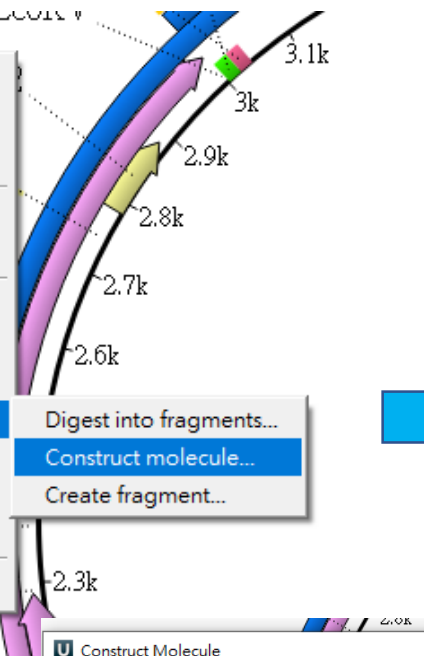 3.1k
3k
2.9k
2.8k
2.7k
2.6k
Digest into fragments...
Construct molecule...
Create fragment...
2.3k
U Construct Molecule